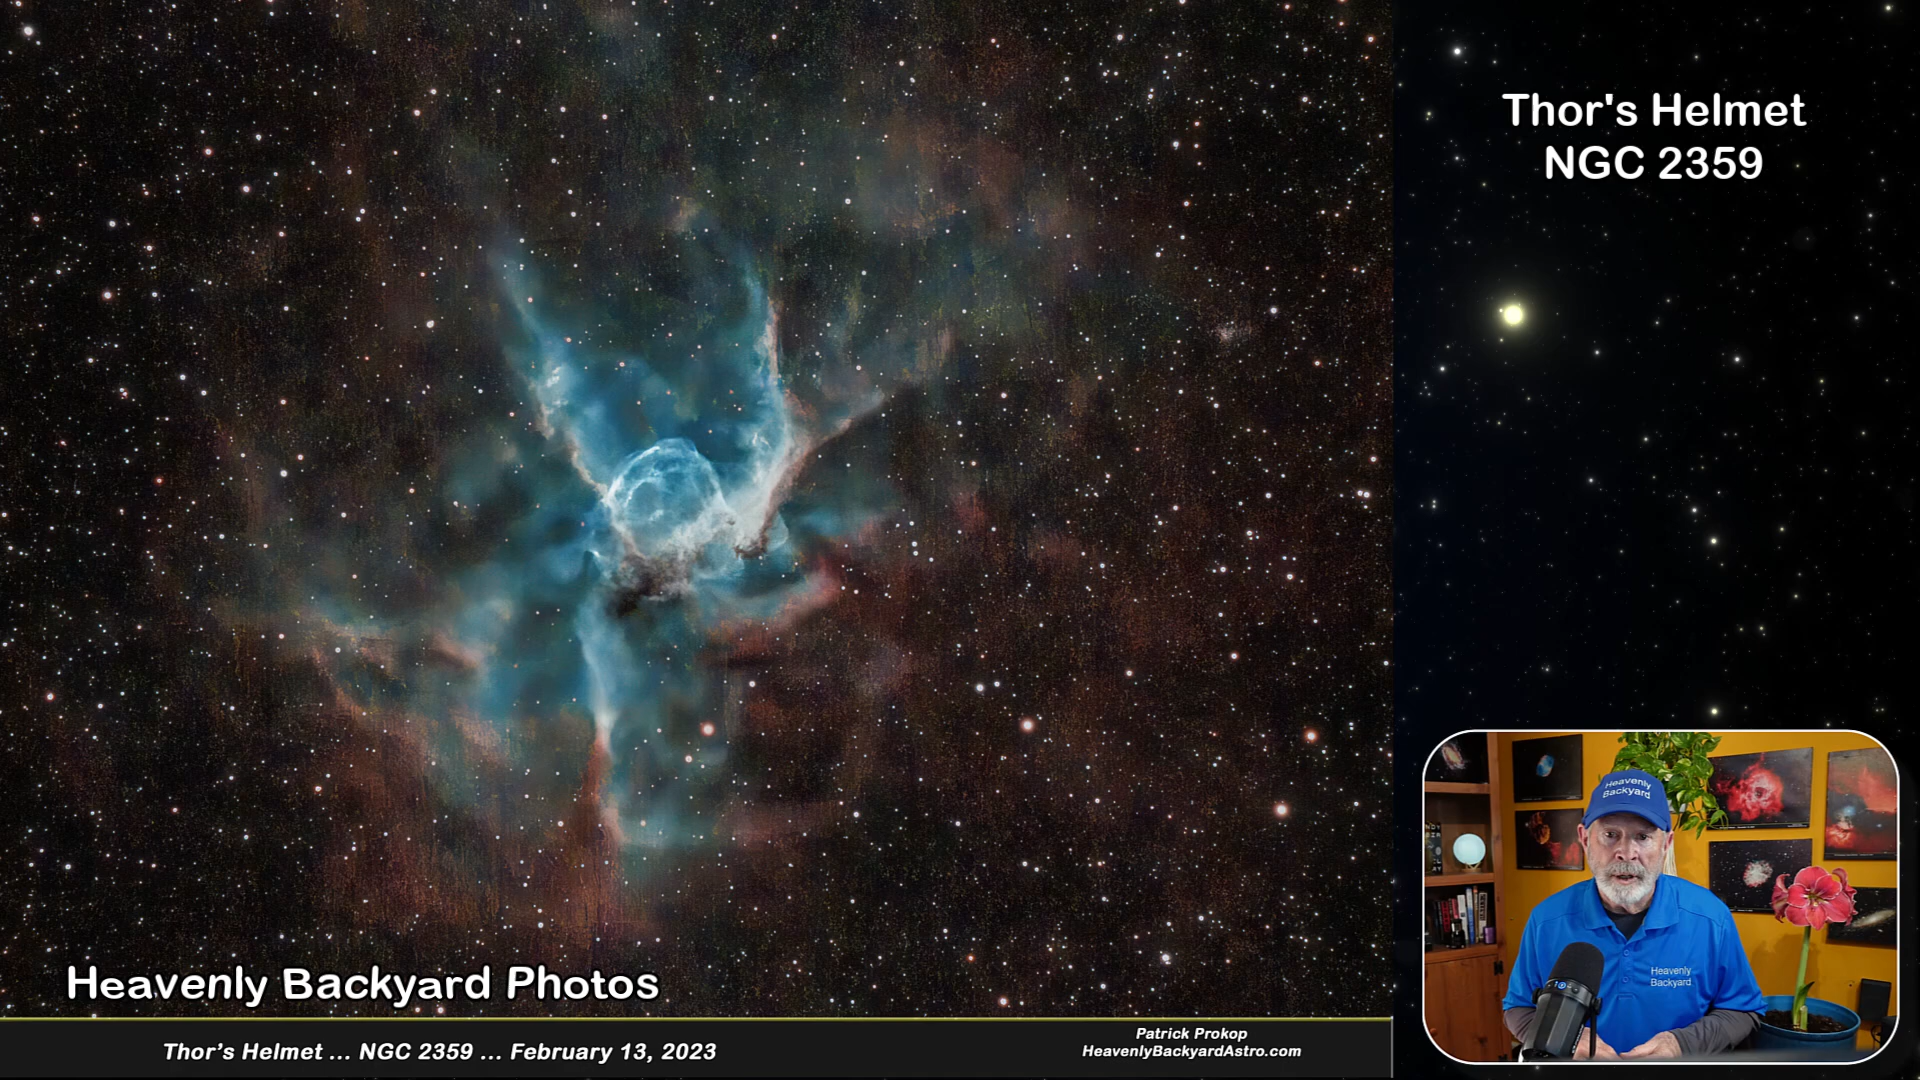 Thor's Helmet
NGC 2359
Heavenly
Backyard
Heavenly
Backyard
Heavenly Backyard Photos
Thor’s Helmet ... NGC 2359 ... February 13, 2023
Patrick Prokop
HeavenlyBackyardAstro.com